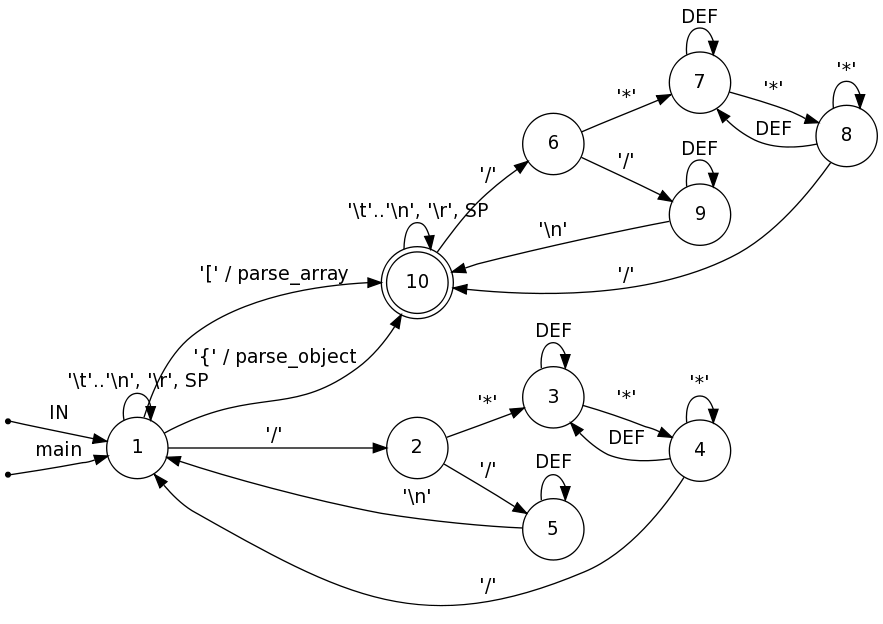 DEF
'*'
7
'*'
'*'
DEF
8
6
'/'
DEF
'/'
9
'\t'..'\n', '\r', SP
'\n'
'[' / parse_array
10
'/'
DEF
'{' / parse_object
'\t'..'\n', '\r', SP
'*'
3
'*'
'*'
IN
DEF
main
1
'/'
2
4
'/'
DEF
'\n'
5
'/'